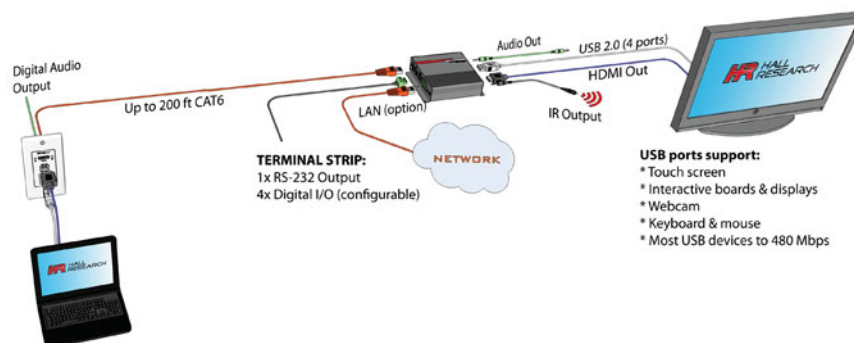 Digital Audio
Output
Up to 200 ft CAT6
LAN (option)
Audio Out
USB 2.0 (4 ports)
HDMI Out
IR Output
NETWORK
TERMINAL STRIP:
1x RS-232 Output
4x Digital I/O (configurable)
HR HALL
RESEARCH
USB ports support:
* Touch screen
* Interactive boards & displays
* Webcam
* Keyboard & mouse
* Most USB devices to 480 Mbps
HR HALL
RESEARCH